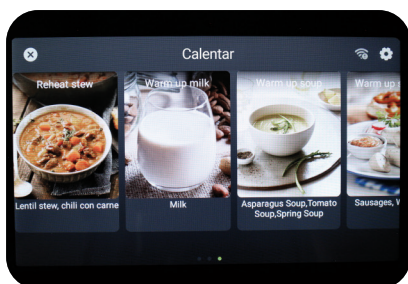 Calentar
Reheat stew
Warm up milk
Warm up soup
Warm up
Lentil stew, chili con carne
Milk
Asparagus Soup,Tomato
Soup,Spring Soup
Sausages,